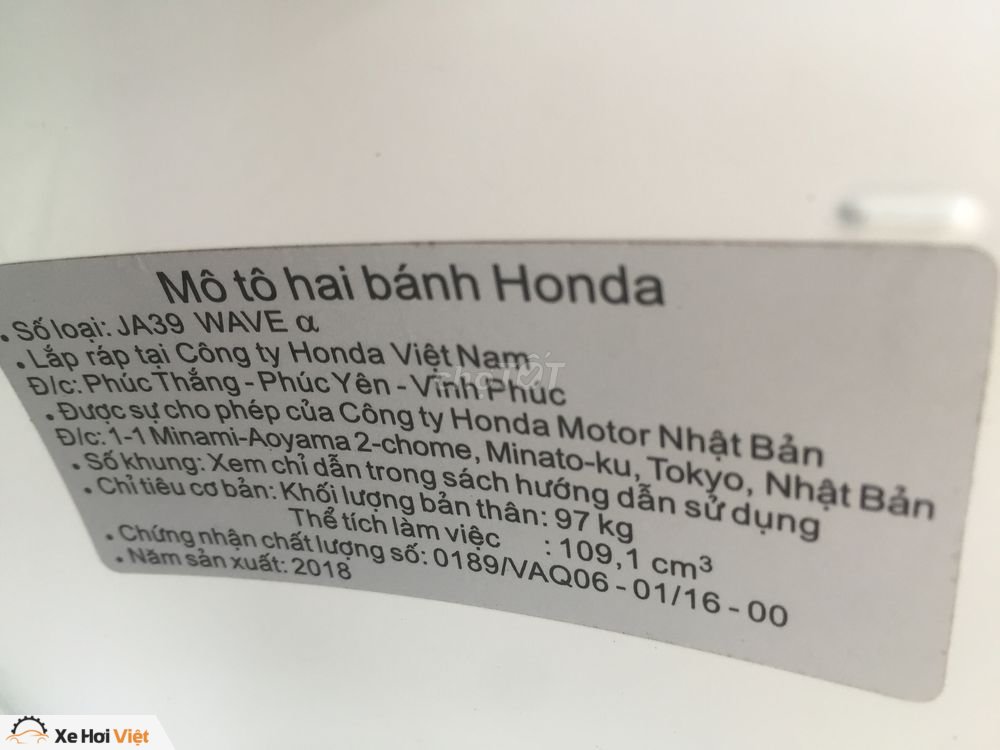 Mô tô hai bánh Honda
. Số loại: JA39 WAVE α
. Lắp ráp tại Công ty Honda Việt Nam
Đ/c: Phúc Thắng - Phúc Yên - Vĩnh Phúc
. Được sự cho phép của Công ty Honda Motor Nhật Bản
Đ/c: 1-1 Minami-Aoyama 2-chome, Minato-ku, Tokyo, Nhật Bản
. Số khung: Xem chỉ dẫn trong sách hướng dẫn sử dụng
. Chỉ tiêu cơ bản: Khối lượng bản thân: 97 kg
Thể tích làm việc : 109,1 cm³
. Chứng nhận chất lượng số: 0189/VAQ06 - 01/16 - 00
. Năm sản xuất: 2018
chợTỐT
Xe Hơi Việt